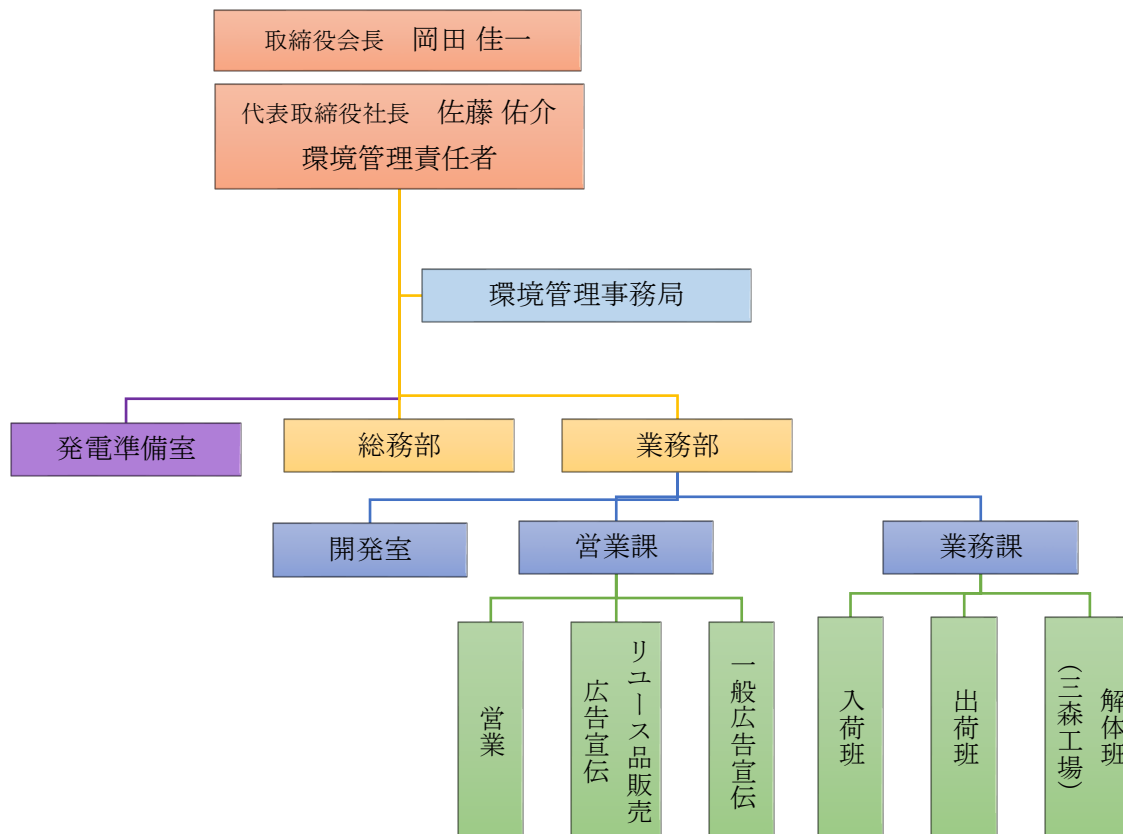 取締役会長　岡田 佳一
代表取締役社長　佐藤 佑介
環境管理責任者
環境管理事務局
発電準備室
総務部
業務部
開発室
営業課
業務課
営業
リユース品販売
広告宣伝
一般広告宣伝
入荷班
出荷班
解体班
(三森工場)